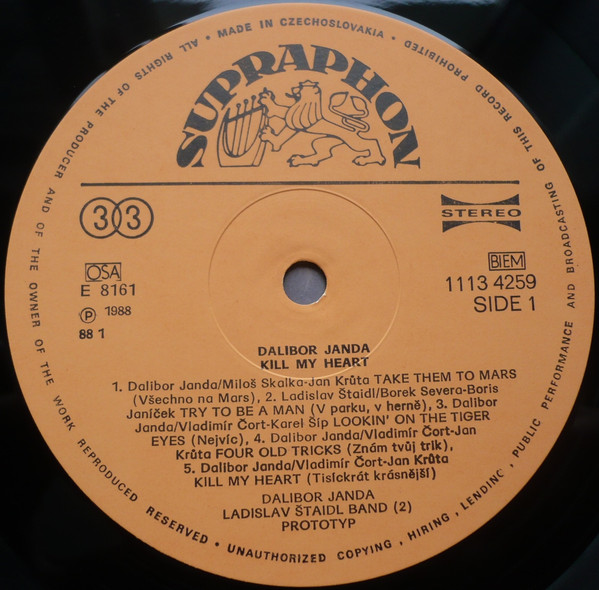 ALL RIGHTS OF THE PRODUCER AND OF THE OWNER OF THE WORK REPRODUCED RESERVED • UNAUTHORIZED COPYING, HIRING, LENDING, PUBLIC PERFORMANCE AND BROADCASTING OF THIS RECORD PROHIBITED • MADE IN CZECHOSLOVAKIA •
SUPRAPHON
33
STEREO
OSA
BIEM
E 8161
1113 4259
Ⓟ 1988
SIDE 1
88 1
DALIBOR JANDA
KILL MY HEART
1. Dalibor Janda/Miloš Skalka-Jan Krůta TAKE THEM TO MARS
(Všechno na Mars), 2. Ladislav Štaidl/Borek Severa-Boris
Janíček TRY TO BE A MAN (V parku, v herně), 3. Dalibor
Janda/Vladimír Čort-Karel Šíp LOOKIN' ON THE TIGER
EYES (Nejvíc), 4. Dalibor Janda/Vladimír Čort-Jan
Krůta FOUR OLD TRICKS (Znám tvůj trik),
5. Dalibor Janda/Vladimír Čort-Jan Krůta
KILL MY HEART (Tisíckrát krásnější)
DALIBOR JANDA
LADISLAV ŠTAIDL BAND (2)
PROTOTYP